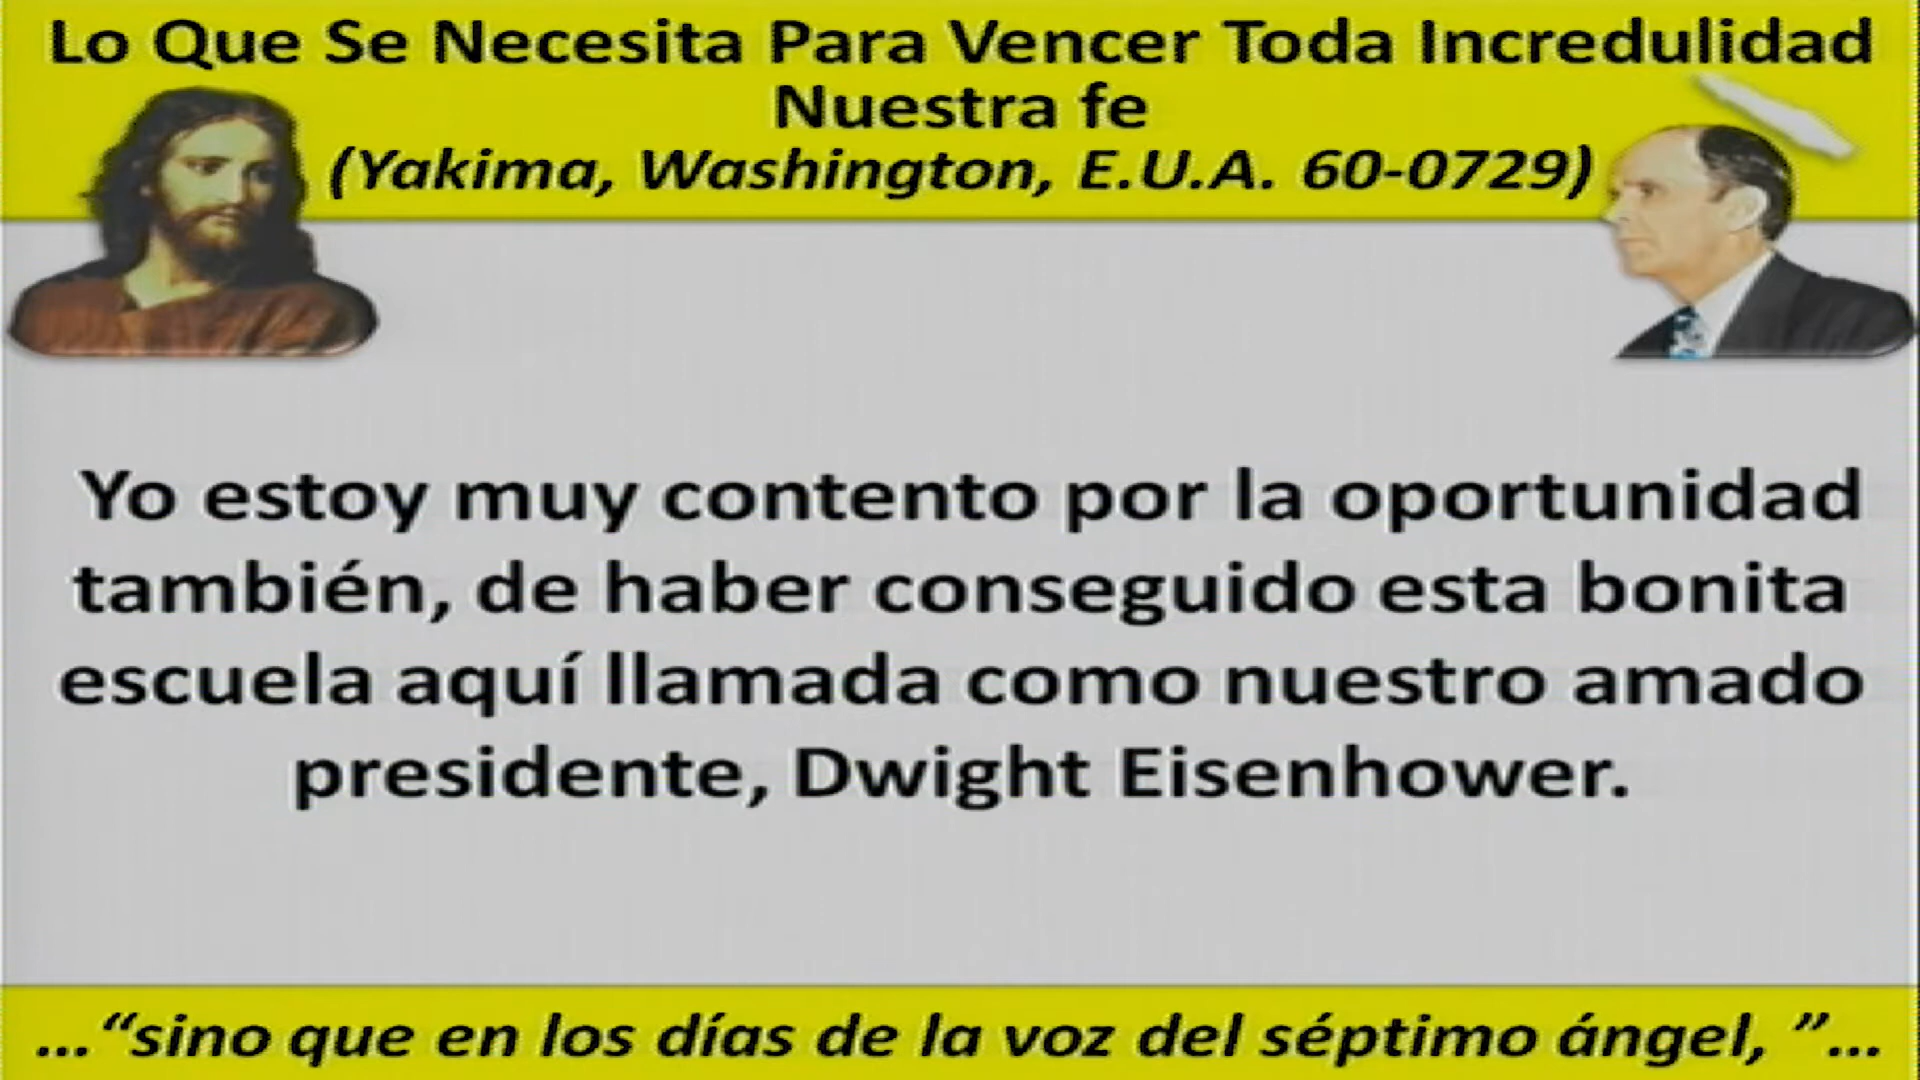 Lo Que Se Necesita Para Vencer Toda Incredulidad
Nuestra fe
(Yakima, Washington, E.U.A. 60-0729)
Yo estoy muy contento por la oportunidad
también, de haber conseguido esta bonita
escuela aquí llamada como nuestro amado
presidente, Dwight Eisenhower.
...“sino que en los días de la voz del séptimo ángel, ”...